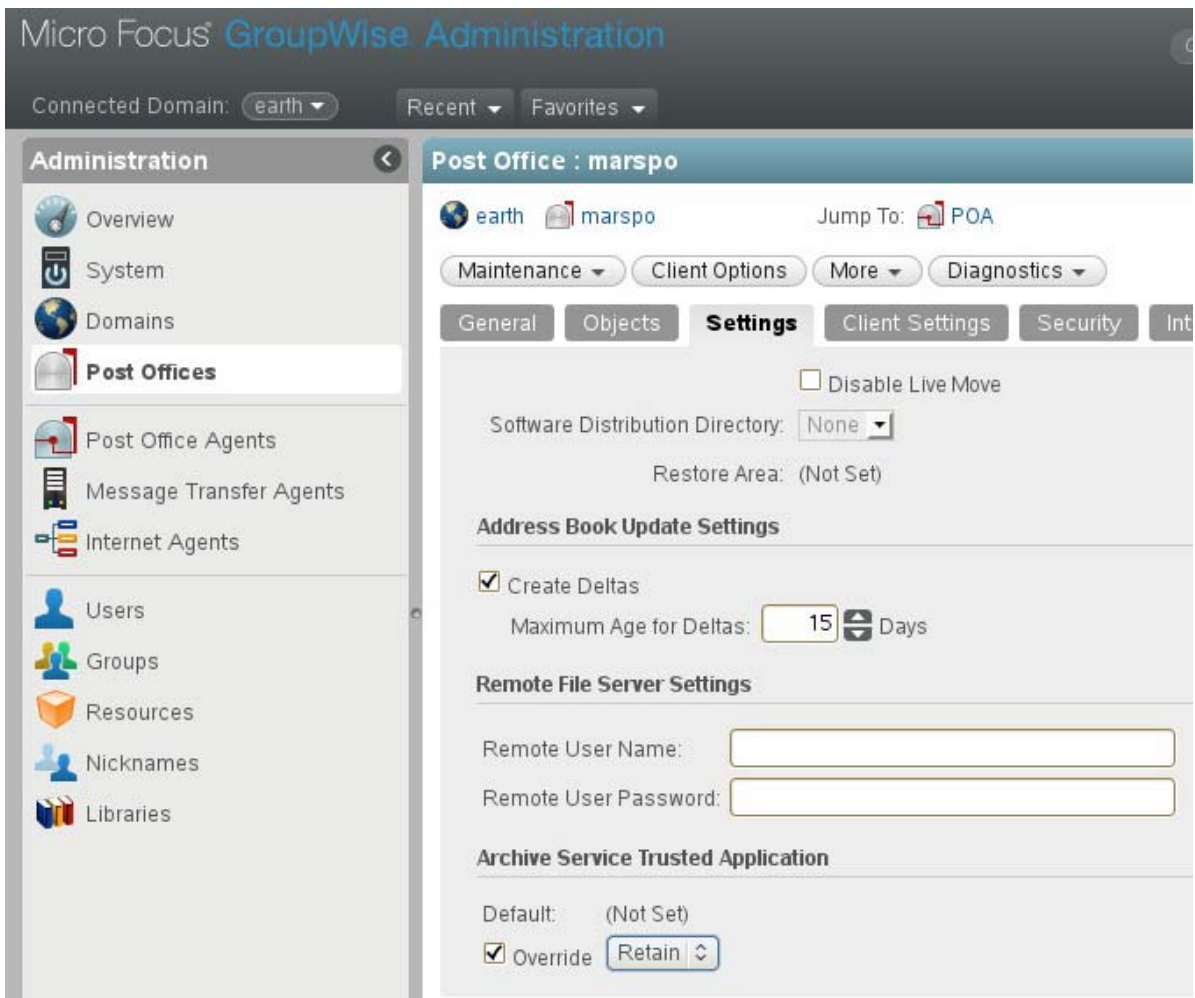 Micro Focus GroupWise Administration
Connected Domain: earth Recent Favorites
Administration
Overview
System
Domains
Post Offices
Post Office Agents
Message Transfer Agents
Internet Agents
Users
Groups
Resources
Nicknames
Libraries
Post Office : marspo
earth marspo Jump To: POA
Maintenance Client Options More Diagnostics
General Objects Settings Client Settings Security Int
Disable Live Move
Software Distribution Directory: None
Restore Area: (Not Set)
Address Book Update Settings
Create Deltas
Maximum Age for Deltas: 15 Days
Remote File Server Settings
Remote User Name:
Remote User Password:
Archive Service Trusted Application
Default: (Not Set)
Override Retain